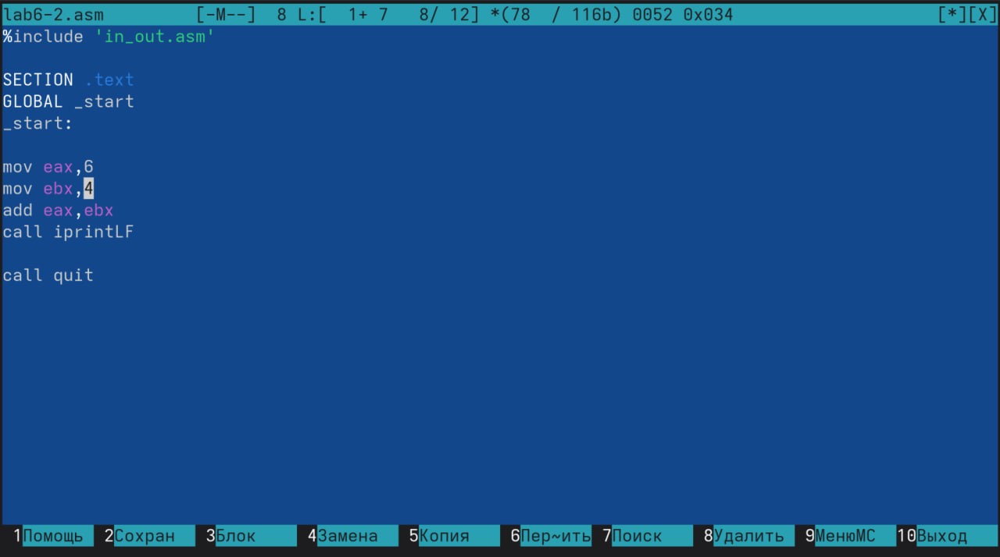 lab6-2.asm [-M--] 8 L:[ 1+ 7 8/ 12] *(78 / 116b) 0052 0x034 [*][X]
%include 'in_out.asm'
SECTION .text
GLOBAL _start
_start:
mov eax,6
mov ebx,4
add eax,ebx
call iprintLF
call quit
1Помощь 2Сохран 3Блок 4Замена 5Копия 6Пер~ить 7Поиск 8Удалить 9МенюMC 10Выход